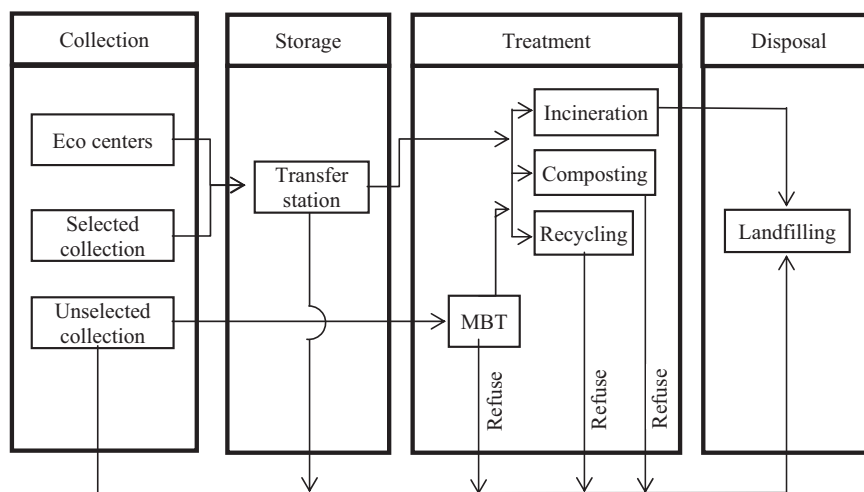 Collection
Storage
Treatment
Disposal
Eco centers
Selected
collection
Unselected
collection
Transfer
station
Incineration
Composting
Recycling
MBT
Refuse
Refuse
Refuse
Landfilling